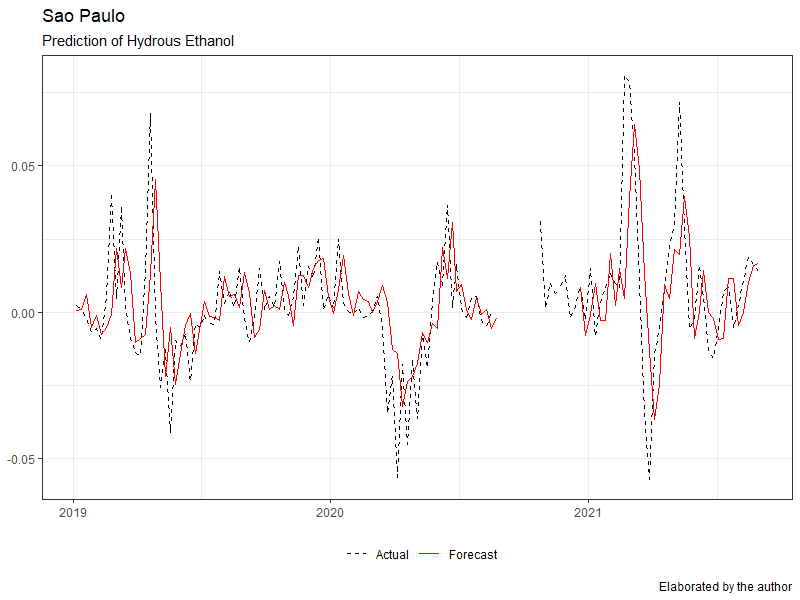 Sao Paulo
Prediction of Hydrous Ethanol
0.05
0.00
-0.05
2019 2020 2021
Actual Forecast
Elaborated by the author